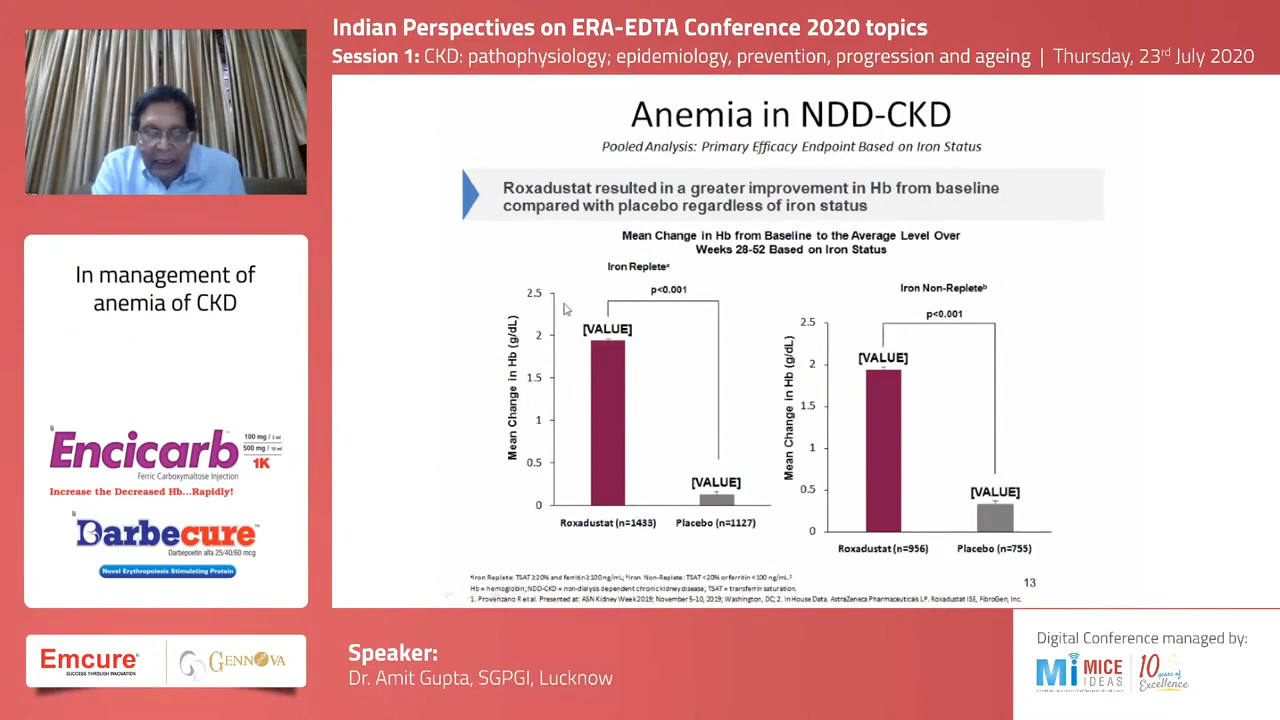 Indian Perspectives on ERA-EDTA Conference 2020 topics
Session 1: CKD: pathophysiology; epidemiology, prevention, progression and ageing | Thursday, 23rd July 2020
In management of
anemia of CKD
Encicarb™
100 mg / 2 ml
500 mg / 10 ml
1K
Ferric Carboxymaltose Injection
Increase the Decreased Hb...Rapidly!
Darbecure™
Darbepoetin alfa 25/40/60 mcg
Novel Erythropoiesis Stimulating Protein
Anemia in NDD-CKD
Pooled Analysis: Primary Efficacy Endpoint Based on Iron Status
Roxadustat resulted in a greater improvement in Hb from baseline
compared with placebo regardless of iron status
Mean Change in Hb from Baseline to the Average Level Over
Weeks 28-52 Based on Iron Status
Iron Repleteᵃ
p<0.001
Mean Change in Hb (g/dL)
2.5
2
1.5
1
0.5
0
[VALUE]
[VALUE]
Roxadustat (n=1433)
Placebo (n=1127)
Iron Non-Repleteᵇ
p<0.001
Mean Change in Hb (g/dL)
2.5
2
1.5
1
0.5
0
[VALUE]
[VALUE]
Roxadustat (n=956)
Placebo (n=755)
ᵃIron Replete: TSAT ≥20% and ferritin ≥100 ng/mL; ᵇIron Non-Replete: TSAT <20% or ferritin <100 ng/mL.²
Hb = hemoglobin; NDD-CKD = non-dialysis dependent chronic kidney disease; TSAT = transferrin saturation.
1. Provenzano R et al. Presented at: ASN Kidney Week 2019; November 5-10, 2019; Washington, DC; 2. In House Data. AstraZeneca Pharmaceuticals LP. Roxadustat ISE, FibroGen, Inc.
13
Emcure®
SUCCESS THROUGH INNOVATION
GENNOVA
Speaker:
Dr. Amit Gupta, SGPGI, Lucknow
Digital Conference managed by:
Mi MICE
IDEAS
10 years of
Excellence